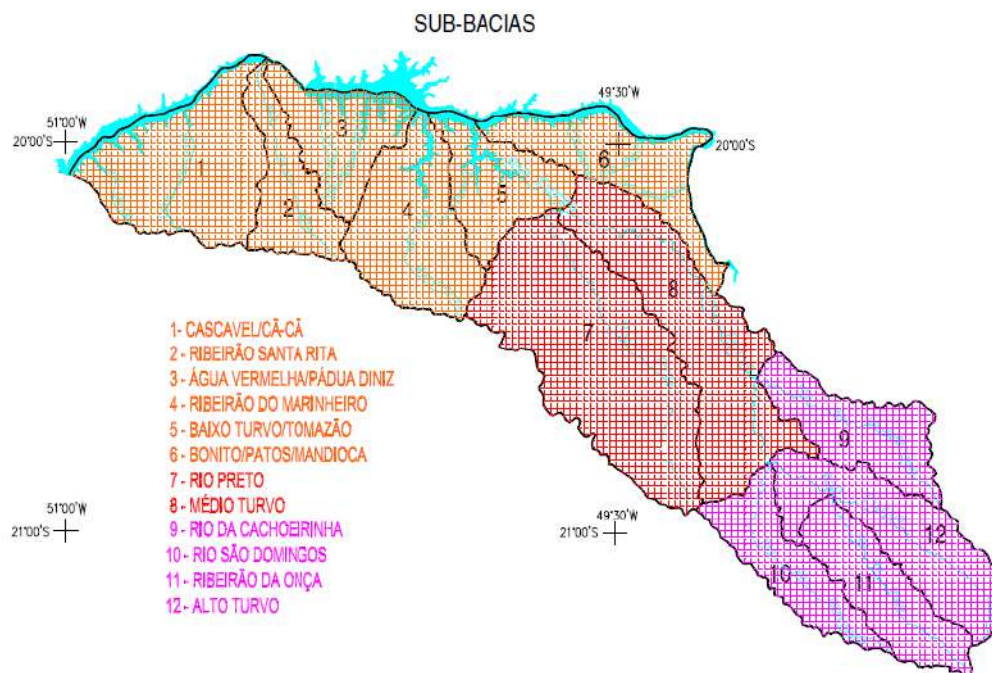 SUB-BACIAS
51°00'W
20°00'S
49°30'W
20°00'S
1
2
3
4
5
6
7
8
9
10
11
12
1- CASCAVEL/CÃ-CÃ
2 - RIBEIRÃO SANTA RITA
3 - ÁGUA VERMELHA/PÁDUA DINIZ
4 - RIBEIRÃO DO MARINHEIRO
5 - BAIXO TURVO/TOMAZÃO
6 - BONITO/PATOS/MANDIOCA
7 - RIO PRETO
8 - MÉDIO TURVO
9 - RIO DA CACHOEIRINHA
10 - RIO SÃO DOMINGOS
11 - RIBEIRÃO DA ONÇA
12 - ALTO TURVO
51°00'W
21°00'S
49°30'W
21°00'S